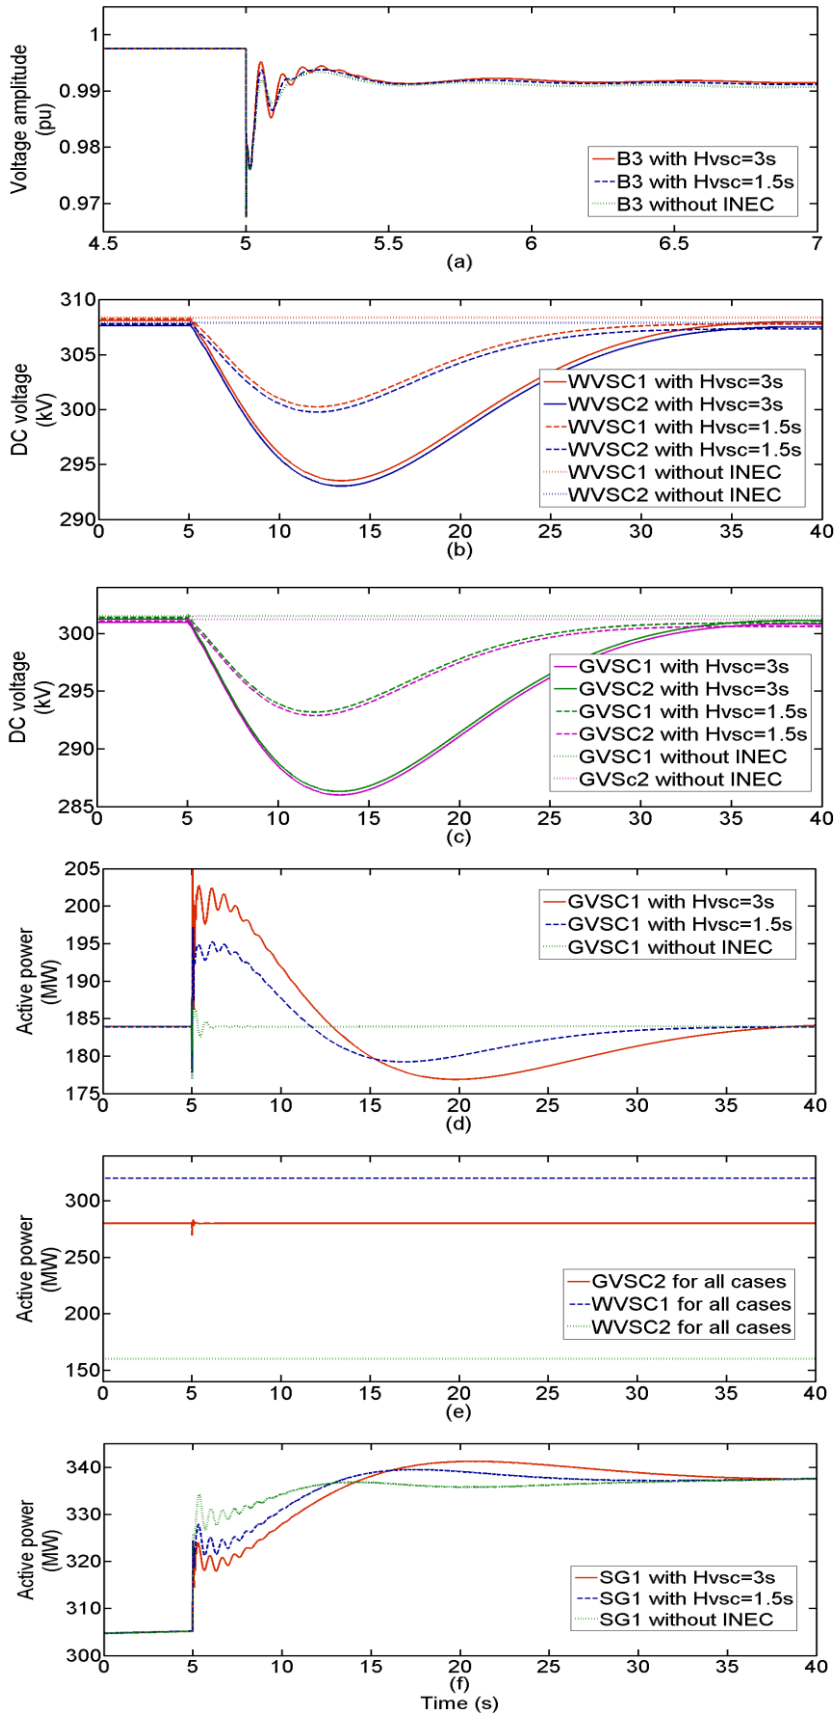 1
0.99
0.98
0.97
Voltage amplitude
(pu)
B3 with Hvsc=3s
B3 with Hvsc=1.5s
B3 without INEC
4.5 5 5.5 6 6.5 7
(a)
310
305
300
295
290
DC voltage
(kV)
WVSC1 with Hvsc=3s
WVSC2 with Hvsc=3s
WVSC1 with Hvsc=1.5s
WVSC2 with Hvsc=1.5s
WVSC1 without INEC
WVSC2 without INEC
0 5 10 15 20 25 30 35 40
(b)
300
295
290
285
DC voltage
(kV)
GVSC1 with Hvsc=3s
GVSC2 with Hvsc=3s
GVSC1 with Hvsc=1.5s
GVSC2 with Hvsc=1.5s
GVSC1 without INEC
GVSc2 without INEC
0 5 10 15 20 25 30 35 40
(c)
205
200
195
190
185
180
175
Active power
(MW)
GVSC1 with Hvsc=3s
GVSC1 with Hvsc=1.5s
GVSC1 without INEC
0 5 10 15 20 25 30 35 40
(d)
300
250
200
150
Active power
(MW)
GVSC2 for all cases
WVSC1 for all cases
WVSC2 for all cases
0 5 10 15 20 25 30 35 40
(e)
340
330
320
310
300
Active power
(MW)
SG1 with Hvsc=3s
SG1 with Hvsc=1.5s
SG1 without INEC
0 5 10 15 20 25 30 35 40
(f)
Time (s)